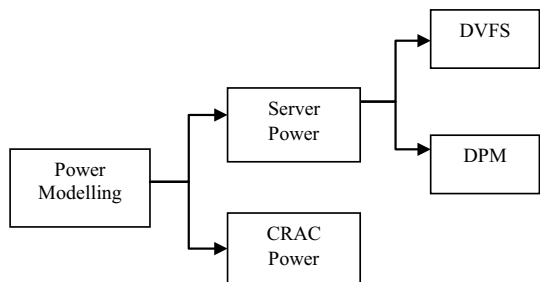 DVFS
Server
Power
DPM
Power
Modelling
CRAC
Power